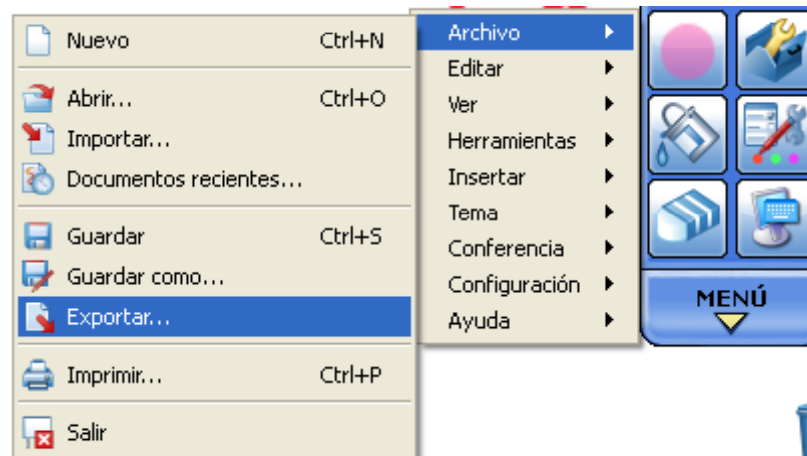 Nuevo Ctrl+N
Abrir... Ctrl+O
Importar...
Documentos recientes...
Guardar Ctrl+S
Guardar como...
Exportar...
Imprimir... Ctrl+P
Salir
Archivo
Editar
Ver
Herramientas
Insertar
Tema
Conferencia
Configuración
Ayuda
MENÚ